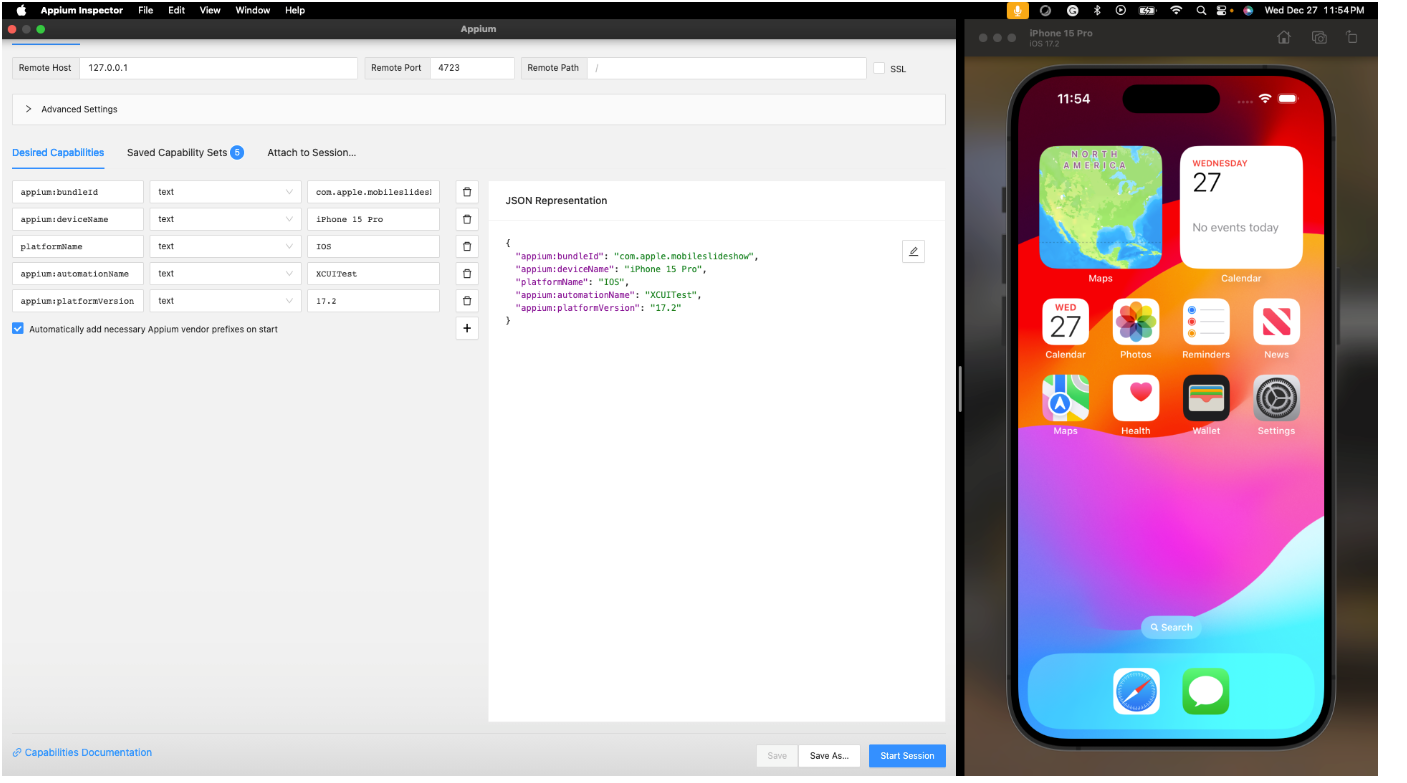 Appium Inspector File Edit View Window Help
Wed Dec 27 11:54 PM
Appium
Remote Host 127.0.0.1 Remote Port 4723 Remote Path / SSL
Advanced Settings
Desired Capabilities Saved Capability Sets 5 Attach to Session...
appium:bundleId text com.apple.mobileslidesl
appium:deviceName text iPhone 15 Pro
platformName text IOS
appium:automationName text XCUITest
appium:platformVersion text 17.2
Automatically add necessary Appium vendor prefixes on start
+
JSON Representation
{
"appium:bundleId": "com.apple.mobileslideshow",
"appium:deviceName": "iPhone 15 Pro",
"platformName": "IOS",
"appium:automationName": "XCUITest",
"appium:platformVersion": "17.2"
}
Capabilities Documentation
Save Save As... Start Session
iPhone 15 Pro
iOS 17.2
11:54
NORTH
AMERICA
Maps
WEDNESDAY
27
No events today
Calendar
WED
27
Calendar Photos Reminders News
Maps Health Wallet Settings
Search